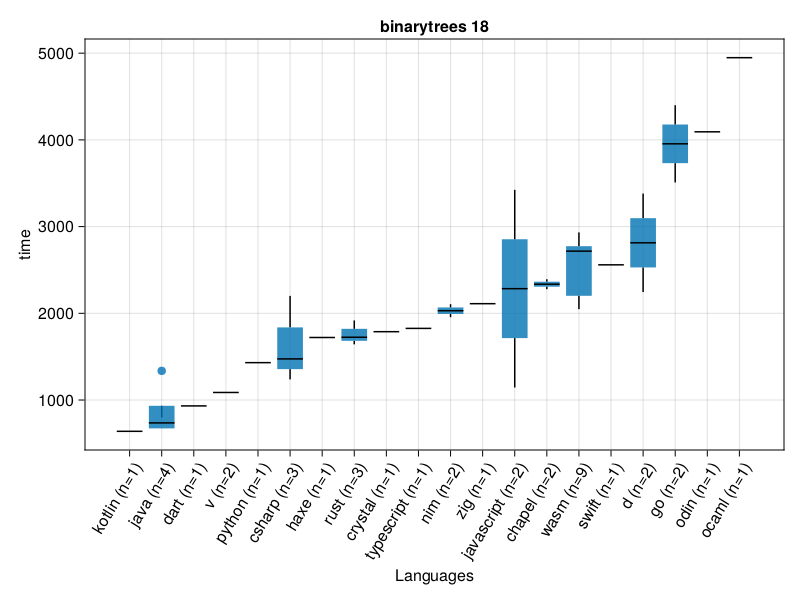 binarytrees 18
5000
4000
3000
2000
1000
time
kotlin (n=1)
java (n=4)
dart (n=1)
v (n=2)
python (n=1)
csharp (n=3)
haxe (n=1)
rust (n=3)
crystal (n=1)
typescript (n=1)
nim (n=2)
zig (n=1)
javascript (n=2)
chapel (n=2)
wasm (n=9)
swift (n=1)
d (n=2)
go (n=2)
odin (n=1)
ocaml (n=1)
Languages